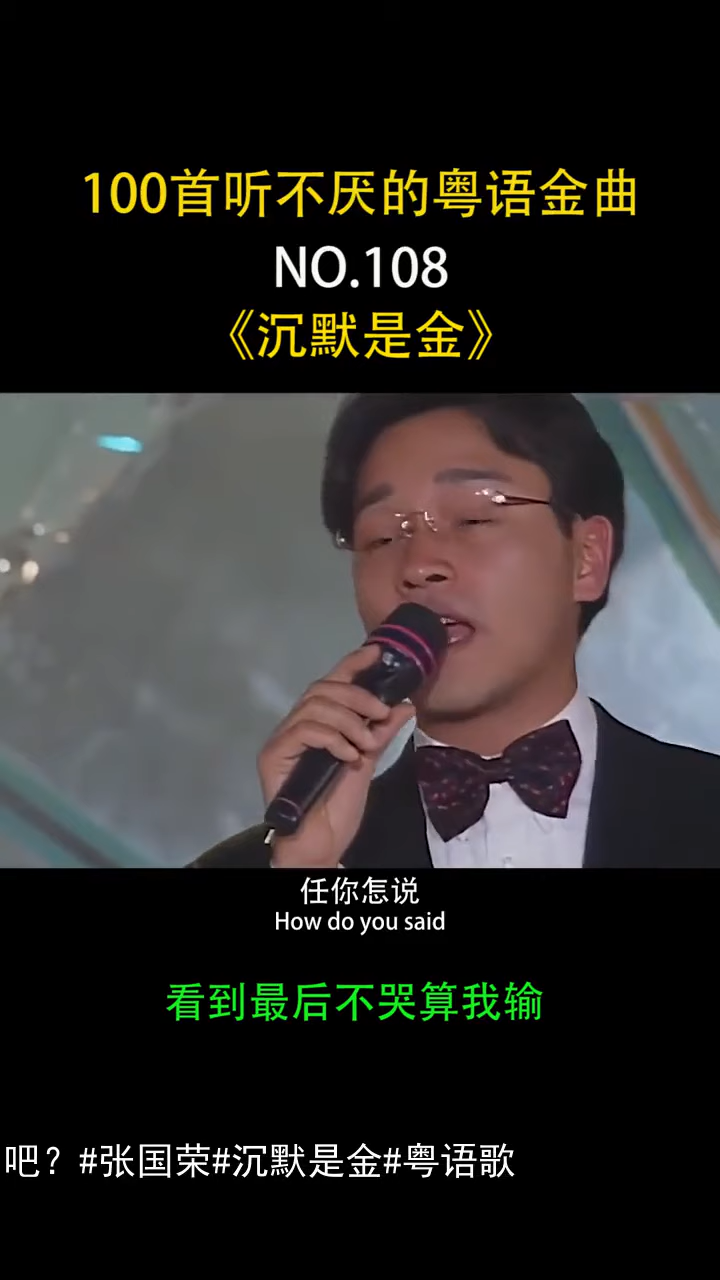 100首听不厌的粤语金曲
NO.108
《沉默是金》
任你怎说
How do you said
看到最后不哭算我输
吧？#张国荣#沉默是金#粤语歌